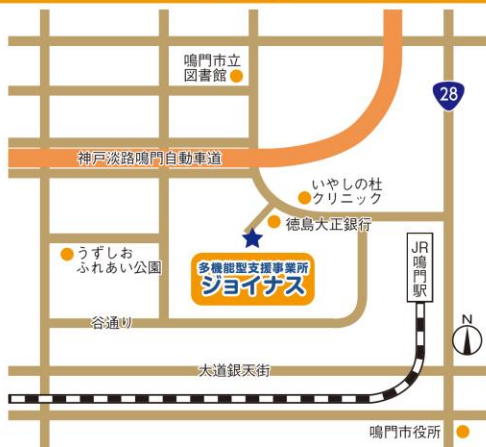 鳴門市立
図書館
28
神戸淡路鳴門自動車道
いやしの杜
クリニック
徳島大正銀行
うずしお
ふれあい公園
多機能型支援事業所
ジョイナス
JR
鳴門駅
谷通り
N
大道銀天街
鳴門市役所